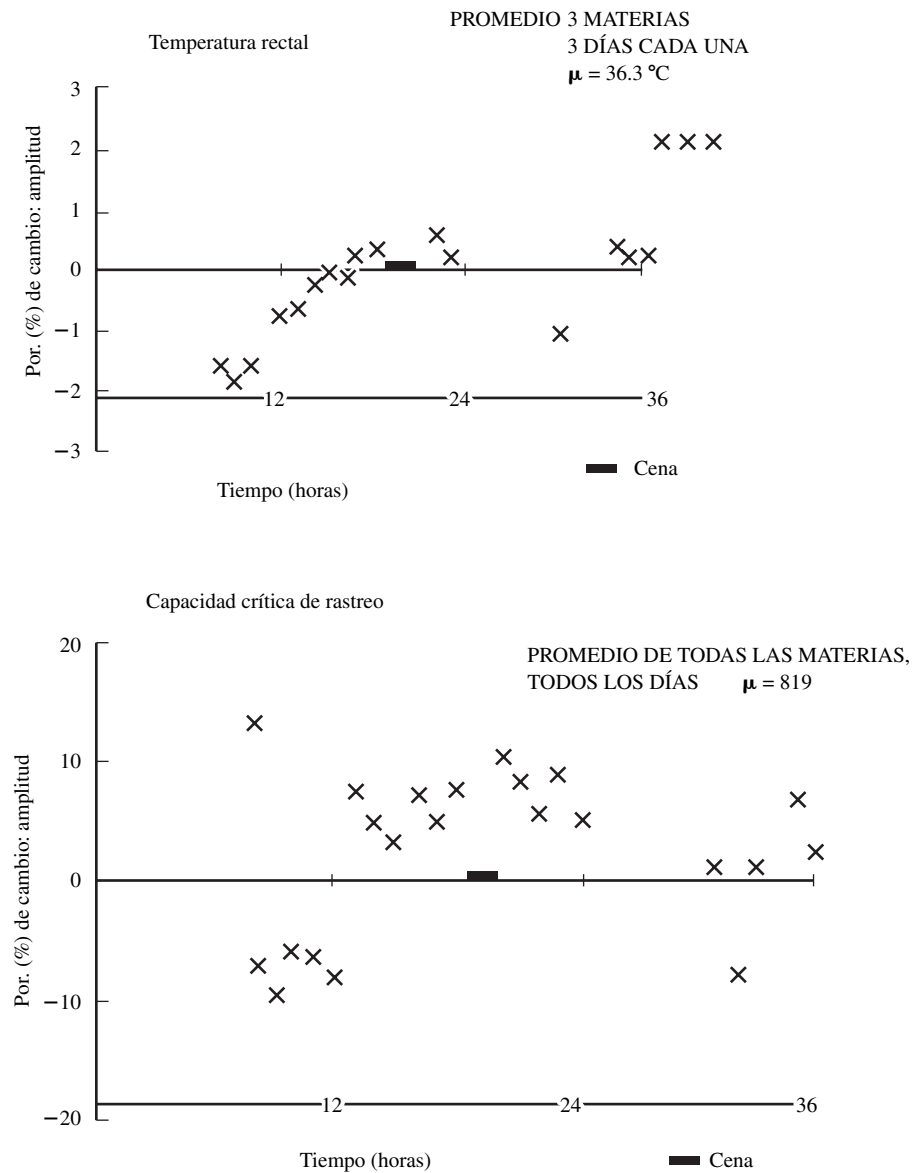 PROMEDIO 3 MATERIAS
Temperatura rectal
3 DÍAS CADA UNA
μ = 36.3 °C
Por. (%) de cambio: amplitud
3
2
1
0
−1
−2
−3
12
24
36
Cena
Tiempo (horas)
Capacidad crítica de rastreo
PROMEDIO DE TODAS LAS MATERIAS,
TODOS LOS DÍAS μ = 819
Por. (%) de cambio: amplitud
20
10
0
−10
−20
12
24
36
Tiempo (horas)
Cena